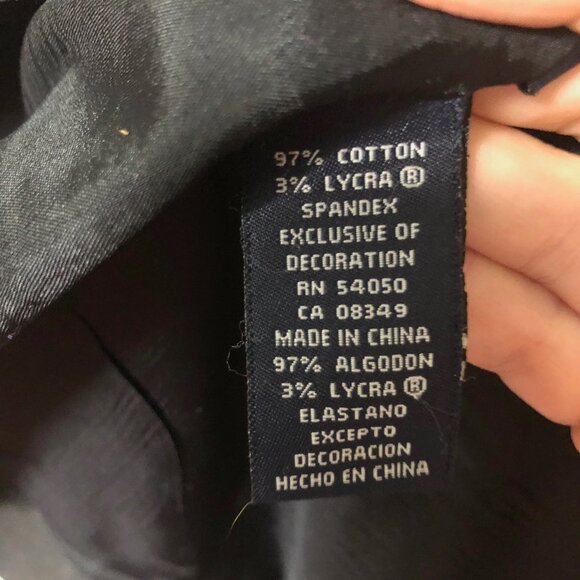 97% COTTON
3% LYCRA ®
SPANDEX
EXCLUSIVE OF
DECORATION
RN 54050
CA 08349
MADE IN CHINA
97% ALGODON
3% LYCRA ®
ELASTANO
EXCEPTO
DECORACION
HECHO EN CHINA